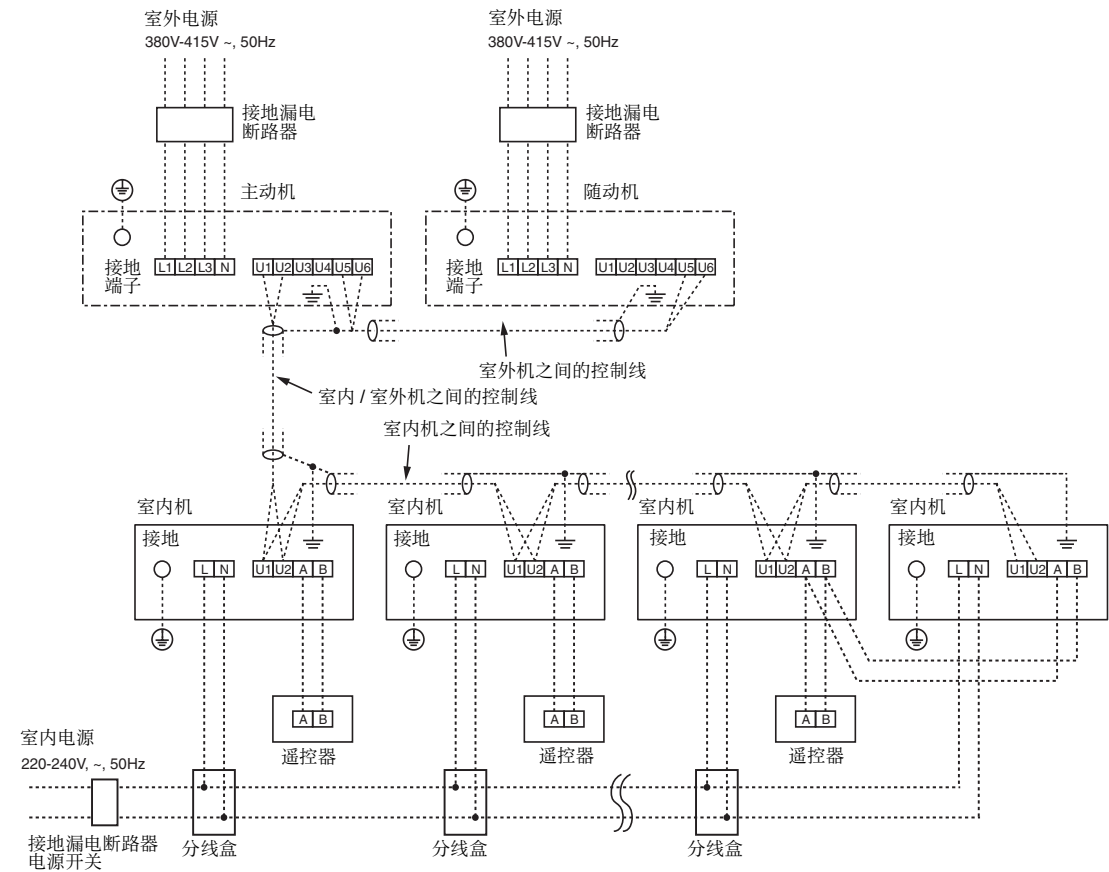 室外电源
380V-415V ~, 50Hz
室外电源
380V-415V ~, 50Hz
接地漏电
断路器
接地漏电
断路器
主动机
随动机
接地
端子
L1 L2 L3 N
U1 U2 U3 U4 U5 U6
接地
端子
L1 L2 L3 N
U1 U2 U3 U4 U5 U6
室外机之间的控制线
室内 / 室外机之间的控制线
室内机之间的控制线
室内机
室内机
室内机
室内机
接地
接地
接地
接地
L N
U1 U2 A B
L N
U1 U2 A B
L N
U1 U2 A B
L N
U1 U2 A B
A B
A B
A B
遥控器
遥控器
遥控器
室内电源
220-240V, ~, 50Hz
接地漏电断路器
电源开关
分线盒
分线盒
分线盒